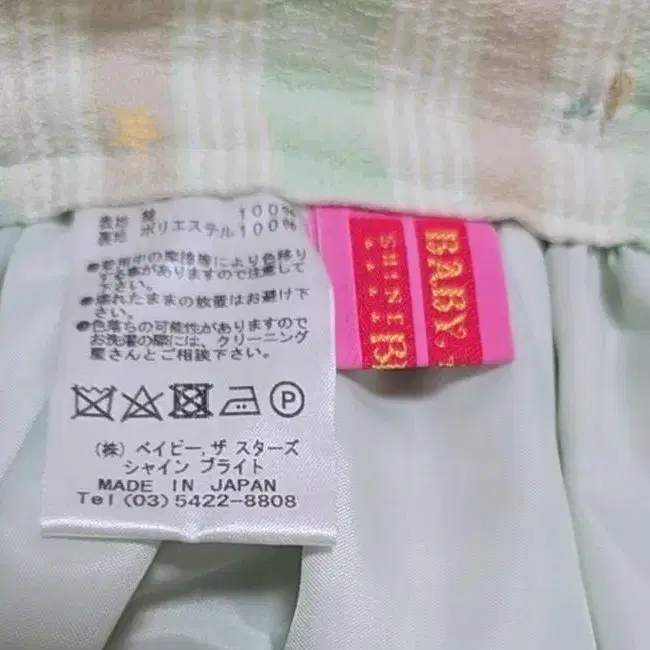 表地 綿 100%
裏地 ポリエステル 100%
●着用中の摩擦等により色移り
する事がありますので注意して
下さい。
●濡れたままの放置はお避け下
さい。
●色落ちの可能性がありますので
お洗濯の際には、クリーニング
屋さんとご相談下さい。
P
(株) ベイビー, ザ スターズ
シャイン ブライト
MADE IN JAPAN
Tel (03) 5422-8808
BABY,
SHINE
B